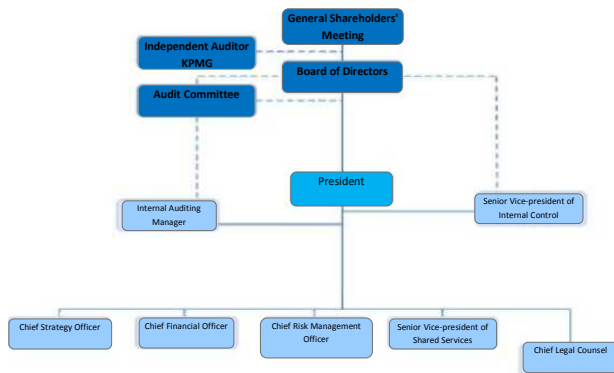 General Shareholders'
Meeting
Independent Auditor
KPMG
Board of Directors
Audit Committee
President
Internal Auditing
Manager
Senior Vice-president of
Internal Control
Chief Strategy Officer
Chief Financial Officer
Chief Risk Management
Officer
Senior Vice-president of
Shared Services
Chief Legal Counsel